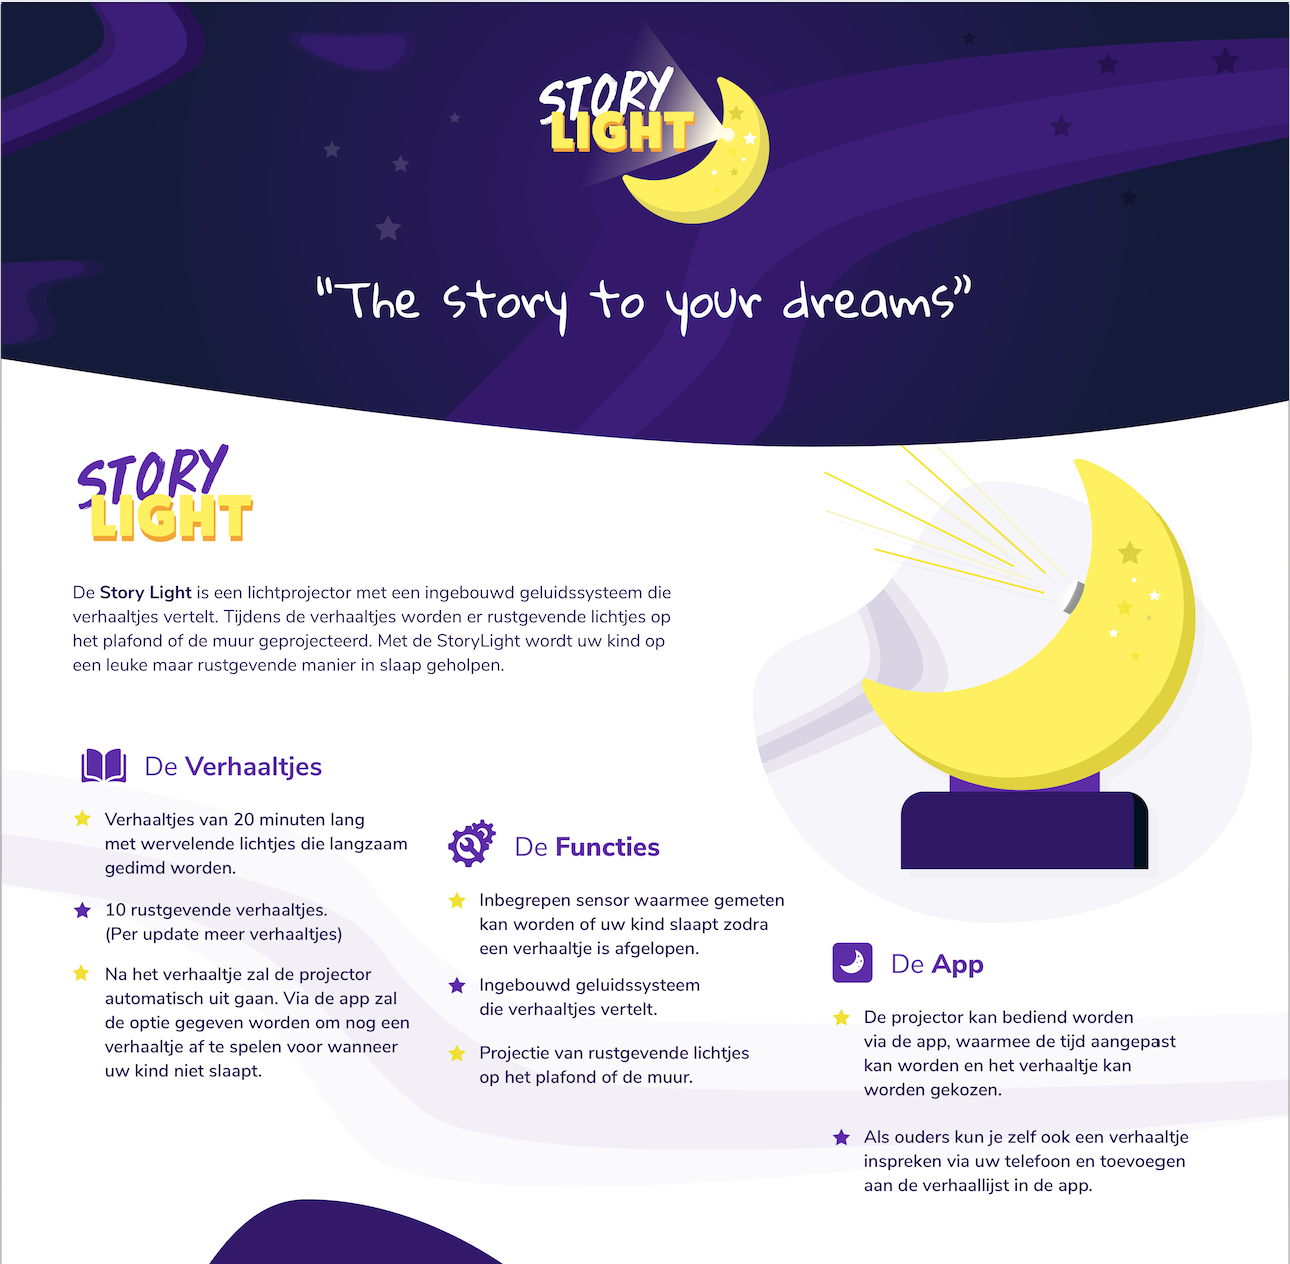 STORY
LIGHT
“The story to your dreams”
STORY
LIGHT
De Story Light is een lichtprojector met een ingebouwd geluidssysteem die
verhaaltjes vertelt. Tijdens de verhaaltjes worden er rustgevende lichtjes op
het plafond of de muur geprojecteerd. Met de StoryLight wordt uw kind op
een leuke maar rustgevende manier in slaap geholpen.
De Verhaaltjes
Verhaaltjes van 20 minuten lang
met wervelende lichtjes die langzaam
gedimd worden.
10 rustgevende verhaaltjes.
(Per update meer verhaaltjes)
Na het verhaaltje zal de projector
automatisch uit gaan. Via de app zal
de optie gegeven worden om nog een
verhaaltje af te spelen voor wanneer
uw kind niet slaapt.
De Functies
Inbegrepen sensor waarmee gemeten
kan worden of uw kind slaapt zodra
een verhaaltje is afgelopen.
Ingebouwd geluidssysteem
die verhaaltjes vertelt.
Projectie van rustgevende lichtjes
op het plafond of de muur.
De App
De projector kan bediend worden
via de app, waarmee de tijd aangepast
kan worden en het verhaaltje kan
worden gekozen.
Als ouders kun je zelf ook een verhaaltje
inspreken via uw telefoon en toevoegen
aan de verhaallijst in de app.